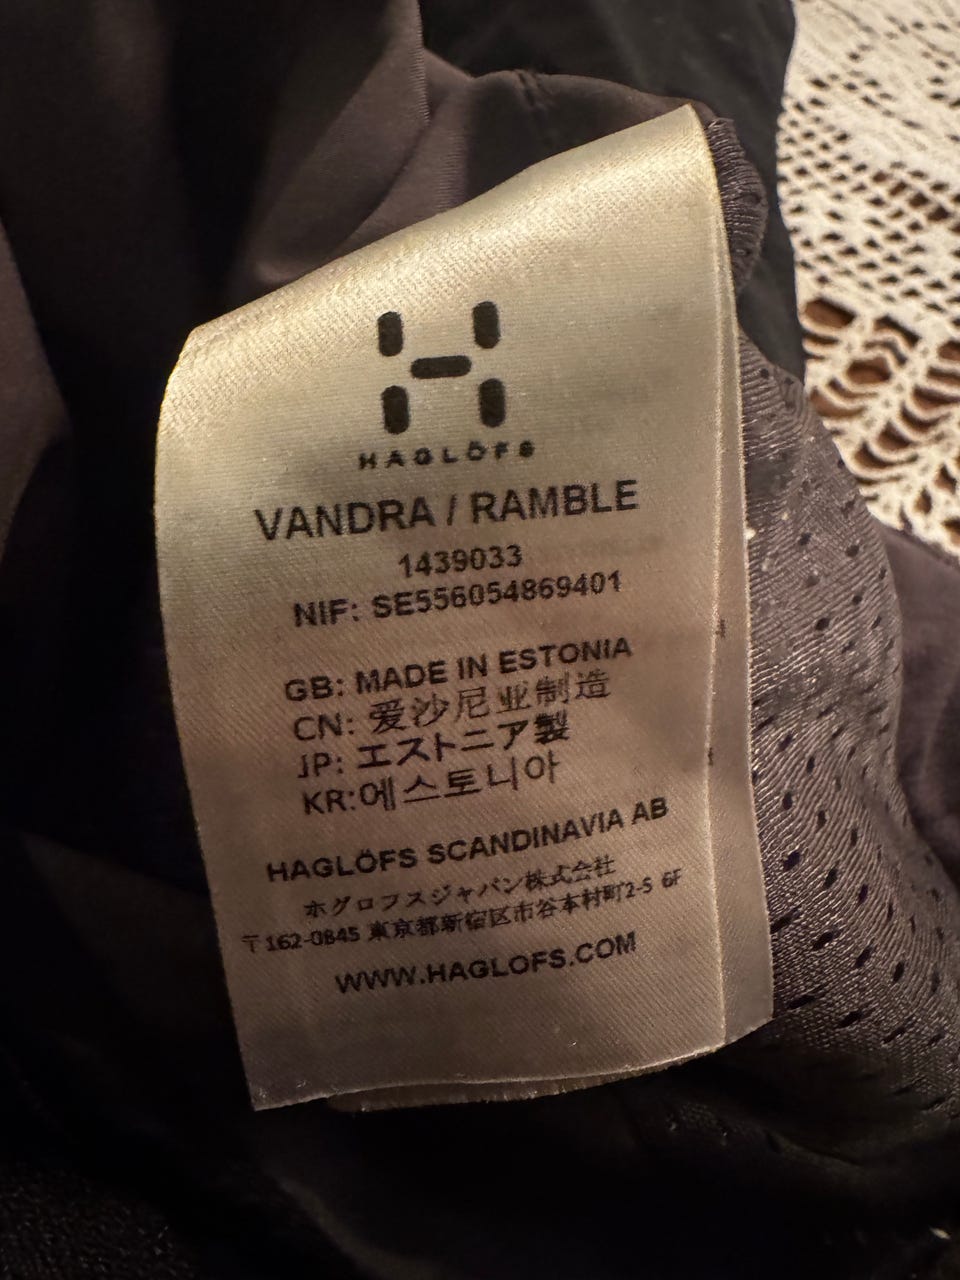 HAGLÖFS
VANDRA / RAMBLE
1439033
NIF: SE556054869401
GB: MADE IN ESTONIA
CN: 爱沙尼亚制造
JP: エストニア製
KR:에스토니아
HAGLÖFS SCANDINAVIA AB
ホグロフスジャパン株式会社
〒162-0845 東京都新宿区市谷本村町2-5 6F
WWW.HAGLOFS.COM